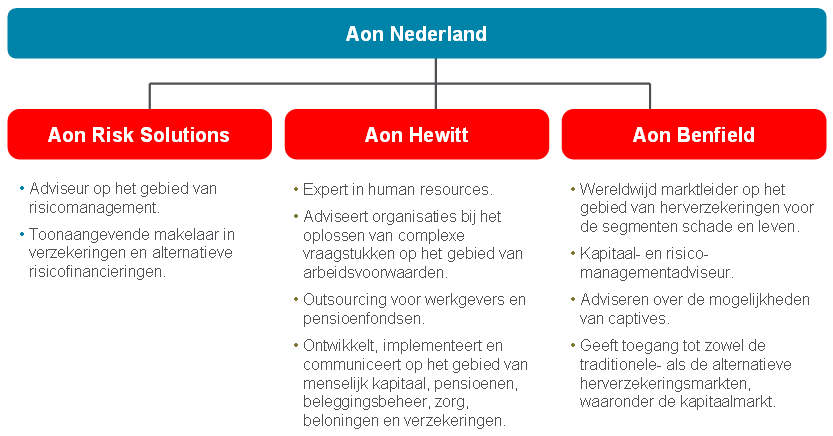 Aon Nederland
Aon Risk Solutions
• Adviseur op het gebied van
risicomanagement.
• Toonaangevende makelaar in
verzekeringen en alternatieve
risicofinancieringen.
Aon Hewitt
• Expert in human resources.
• Adviseert organisaties bij het
oplossen van complexe
vraagstukken op het gebied van
arbeidsvoorwaarden.
• Outsourcing voor werkgevers en
pensioenfondsen.
• Ontwikkelt, implementeert en
communiceert op het gebied van
menselijk kapitaal, pensioenen,
beleggingsbeheer, zorg,
beloningen en verzekeringen.
Aon Benfield
• Wereldwijd marktleider op het
gebied van herverzekeringen voor
de segmenten schade en leven.
• Kapitaal- en risico-
managementadviseur.
• Adviseren over de mogelijkheden
van captives.
• Geeft toegang tot zowel de
traditionele- als de alternatieve
herverzekeringsmarkten,
waaronder de kapitaalmarkt.